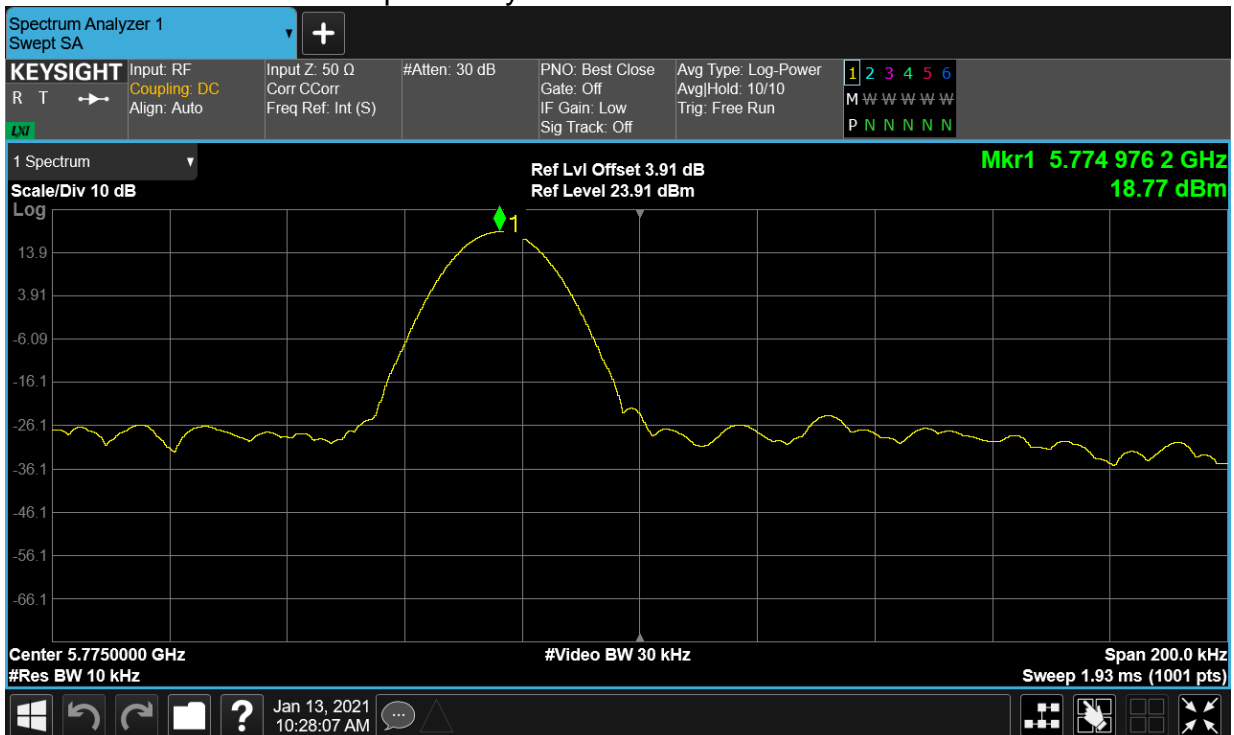 Spectrum Analyzer 1
Swept SA
+
KEYSIGHT
R T
LXI
Input: RF
Coupling: DC
Align: Auto
Input Z: 50 Ω
Corr CCorr
Freq Ref: Int (S)
#Atten: 30 dB
PNO: Best Close
Gate: Off
IF Gain: Low
Sig Track: Off
Avg Type: Log-Power
Avg|Hold: 10/10
Trig: Free Run
1 2 3 4 5 6
M W W W W W
P N N N N N
1 Spectrum
Scale/Div 10 dB
Log
Ref Lvl Offset 3.91 dB
Ref Level 23.91 dBm
Mkr1 5.774 976 2 GHz
18.77 dBm
1
13.9
3.91
-6.09
-16.1
-26.1
-36.1
-46.1
-56.1
-66.1
Center 5.7750000 GHz
#Res BW 10 kHz
#Video BW 30 kHz
Span 200.0 kHz
Sweep 1.93 ms (1001 pts)
?
Jan 13, 2021
10:28:07 AM